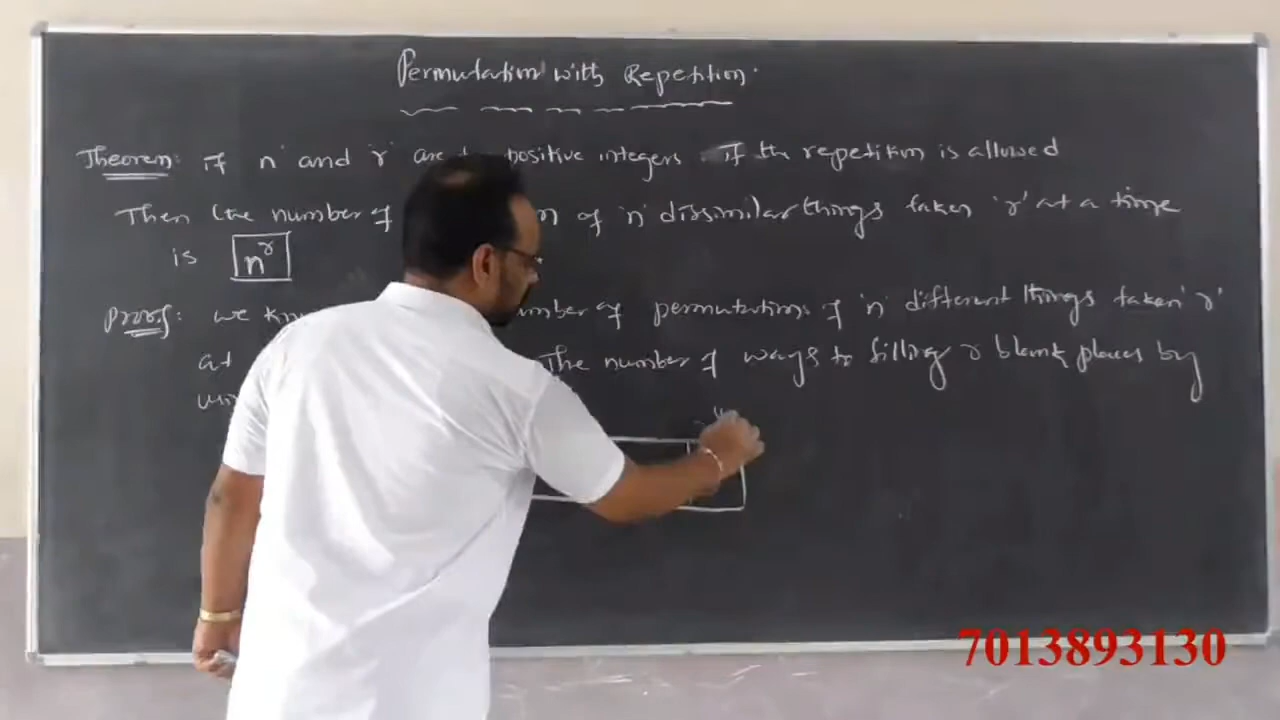 Permutation with Repetition.
Theorem: If 'n' and 'r' are positive integers. If the repetition is allowed
Then the number of of 'n' dissimilar things taken 'r' at a time
is n^r
Proof: we number of permutations of 'n' different things taken 'r'
at The number of ways to filling r blank places by
7013893130